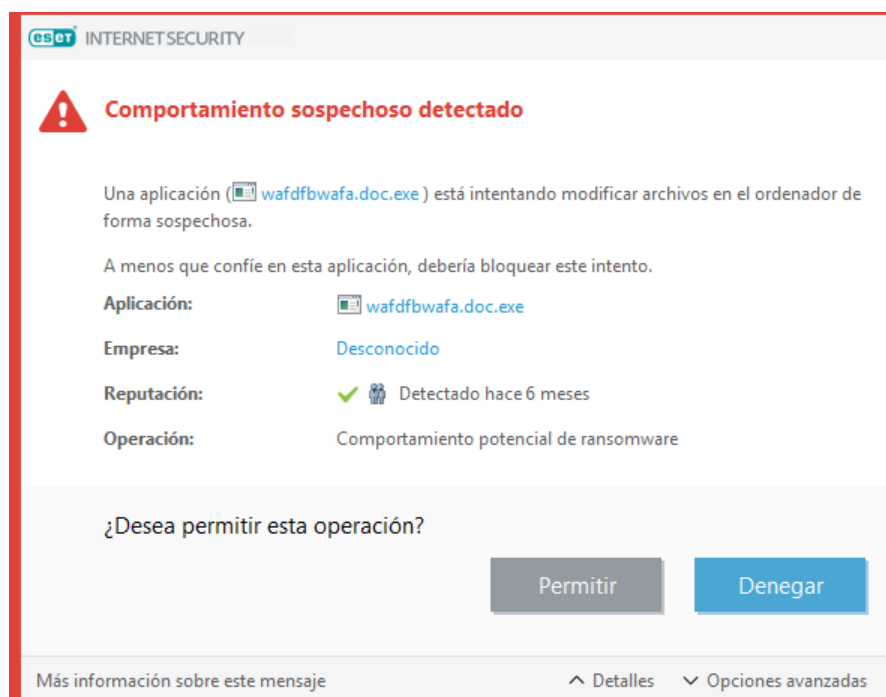 eset INTERNET SECURITY
Comportamiento sospechoso detectado
Una aplicación ( wafdfbwafa.doc.exe ) está intentando modificar archivos en el ordenador de
forma sospechosa.
A menos que confíe en esta aplicación, debería bloquear este intento.
Aplicación: wafdfbwafa.doc.exe
Empresa: Desconocido
Reputación: Detectado hace 6 meses
Operación: Comportamiento potencial de ransomware
¿Desea permitir esta operación?
Permitir Denegar
Más información sobre este mensaje Detalles Opciones avanzadas